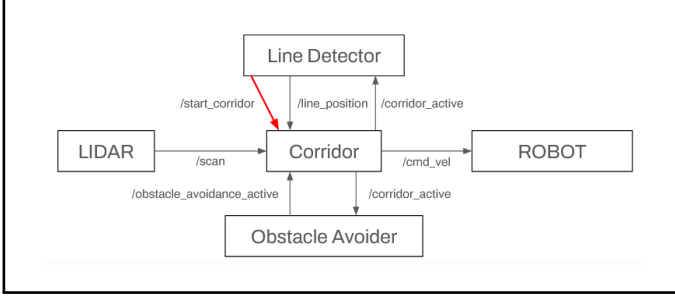 Line Detector
/start_corridor
/line_position
/corridor_active
LIDAR
/scan
Corridor
/cmd_vel
ROBOT
/obstacle_avoidance_active
/corridor_active
Obstacle Avoider